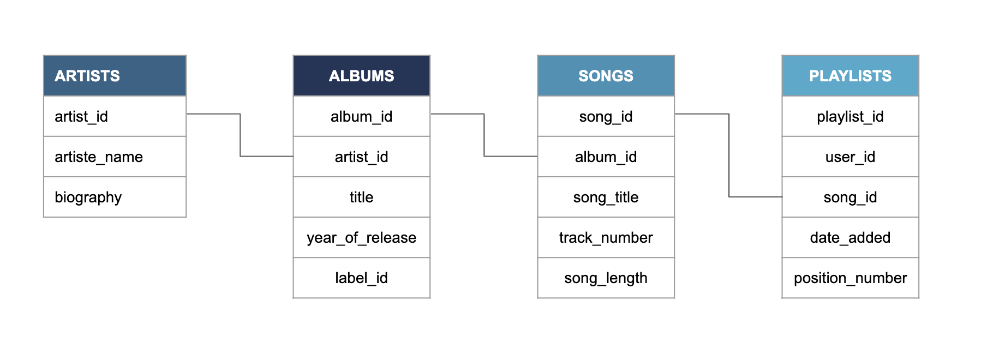 ARTISTS
artist_id
artiste_name
biography
ALBUMS
album_id
artist_id
title
year_of_release
label_id
SONGS
song_id
album_id
song_title
track_number
song_length
PLAYLISTS
playlist_id
user_id
song_id
date_added
position_number